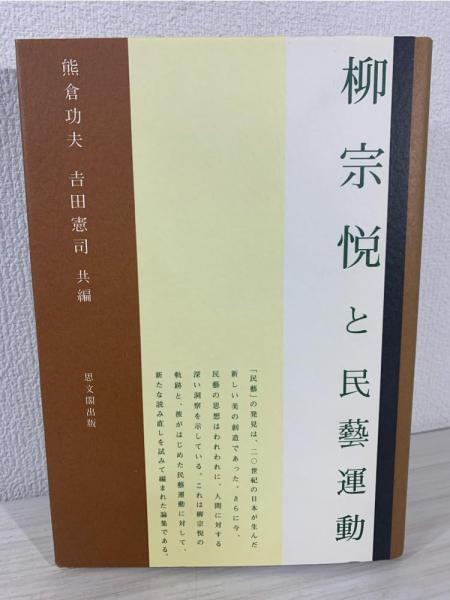 柳宗悦と民藝運動
「民藝」の発見は、二〇世紀の日本が生んだ
新しい美の創造であった。さらに今、
民藝の思想はわれわれに、人間に対する
深い洞察を示している。これは柳宗悦の
軌跡と、彼がはじめた民藝運動に対して、
新たな読み直しを試みて編まれた論集である。
熊倉功夫 𠮷田憲司 共編
思文閣出版